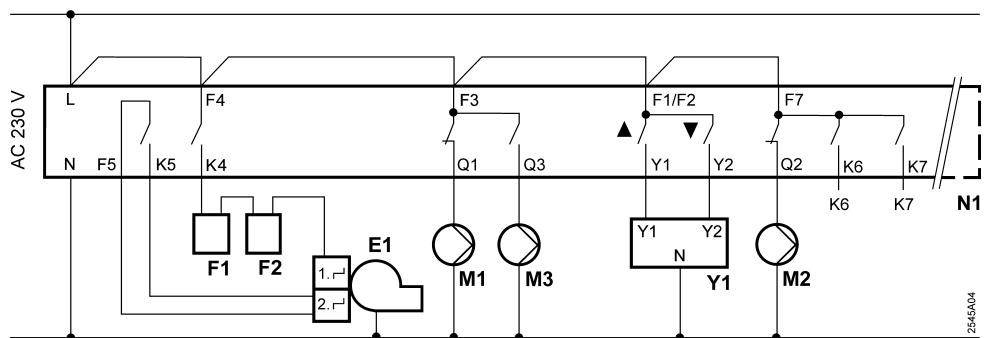 AC 230 V
L F4 F3 F1/F2 F7
N F5 K5 K4 Q1 Q3 Y1 Y2 Q2 K6 K7
K6 K7 N1
F1 F2 E1 M1 M3 Y1 Y2 M2
N
Y1
1.
2.
2545A04